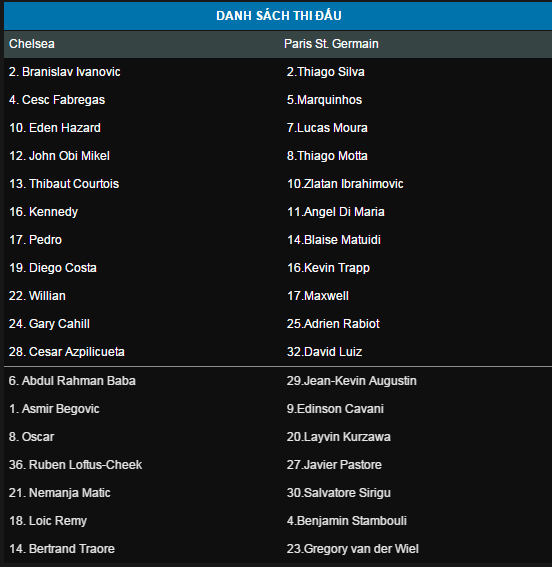 DANH SÁCH THI ĐẤU
Chelsea Paris St. Germain
2. Branislav Ivanovic 2.Thiago Silva
4. Cesc Fabregas 5.Marquinhos
10. Eden Hazard 7.Lucas Moura
12. John Obi Mikel 8.Thiago Motta
13. Thibaut Courtois 10.Zlatan Ibrahimovic
16. Kennedy 11.Angel Di Maria
17. Pedro 14.Blaise Matuidi
19. Diego Costa 16.Kevin Trapp
22. Willian 17.Maxwell
24. Gary Cahill 25.Adrien Rabiot
28. Cesar Azpilicueta 32.David Luiz
6. Abdul Rahman Baba 29.Jean-Kevin Augustin
1. Asmir Begovic 9.Edinson Cavani
8. Oscar 20.Layvin Kurzawa
36. Ruben Loftus-Cheek 27.Javier Pastore
21. Nemanja Matic 30.Salvatore Sirigu
18. Loic Remy 4.Benjamin Stambouli
14. Bertrand Traore 23.Gregory van der Wiel